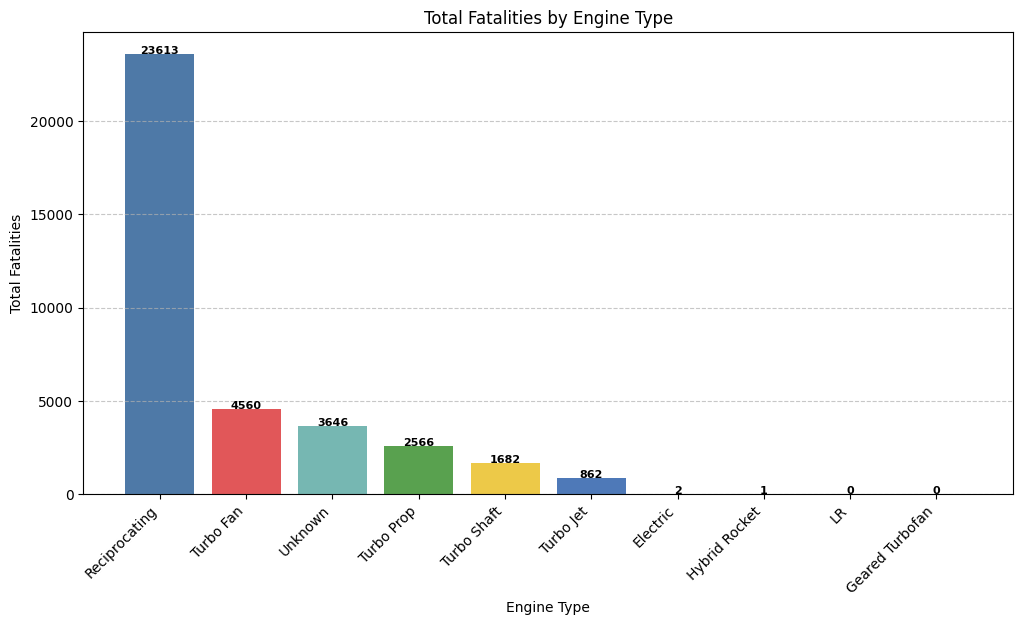 Total Fatalities by Engine Type
Total Fatalities
20000
15000
10000
5000
0
23613
4560
3646
2566
1682
862
2
1
0
0
Reciprocating
Turbo Fan
Unknown
Turbo Prop
Turbo Shaft
Turbo Jet
Electric
Hybrid Rocket
LR
Geared Turbofan
Engine Type